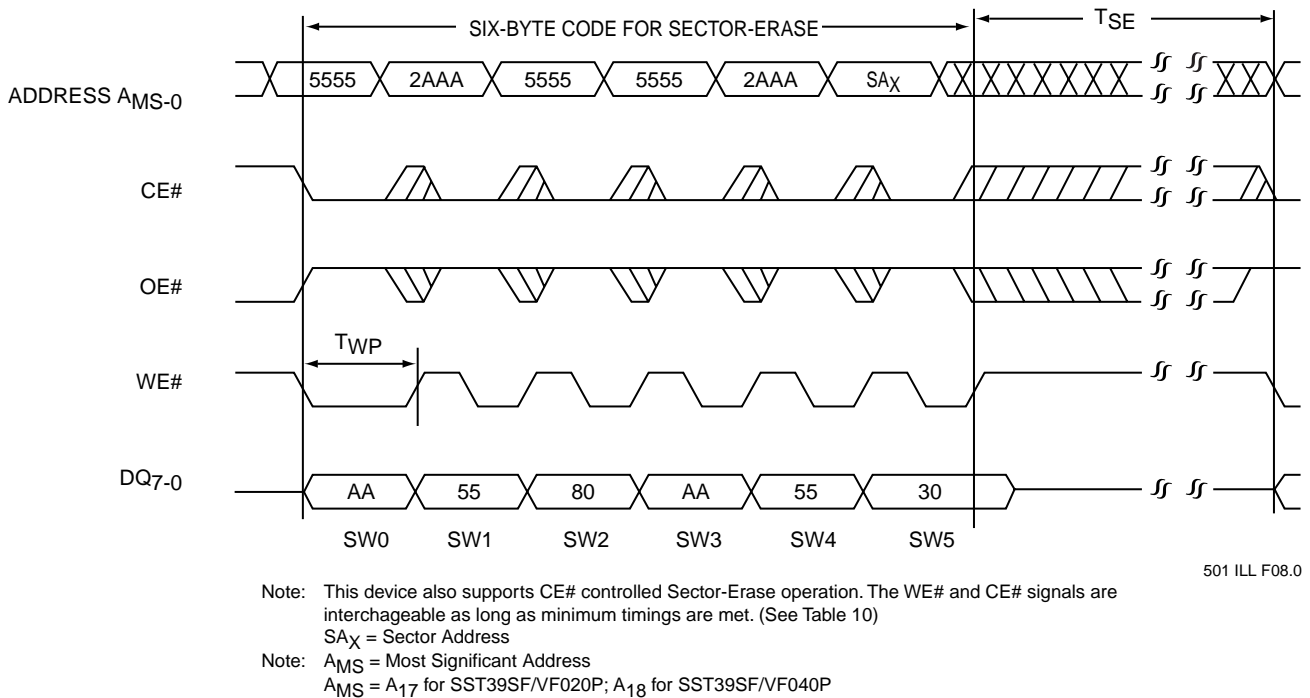 SIX-BYTE CODE FOR SECTOR-ERASE TSE
ADDRESS AMS-0 5555 2AAA 5555 5555 2AAA SAX
CE#
OE#
TWP
WE#
DQ7-0 AA 55 80 AA 55 30
SW0 SW1 SW2 SW3 SW4 SW5
501 ILL F08.0
Note: This device also supports CE# controlled Sector-Erase operation. The WE# and CE# signals are
interchageable as long as minimum timings are met. (See Table 10)
SAX = Sector Address
Note: AMS = Most Significant Address
AMS = A17 for SST39SF/VF020P; A18 for SST39SF/VF040P